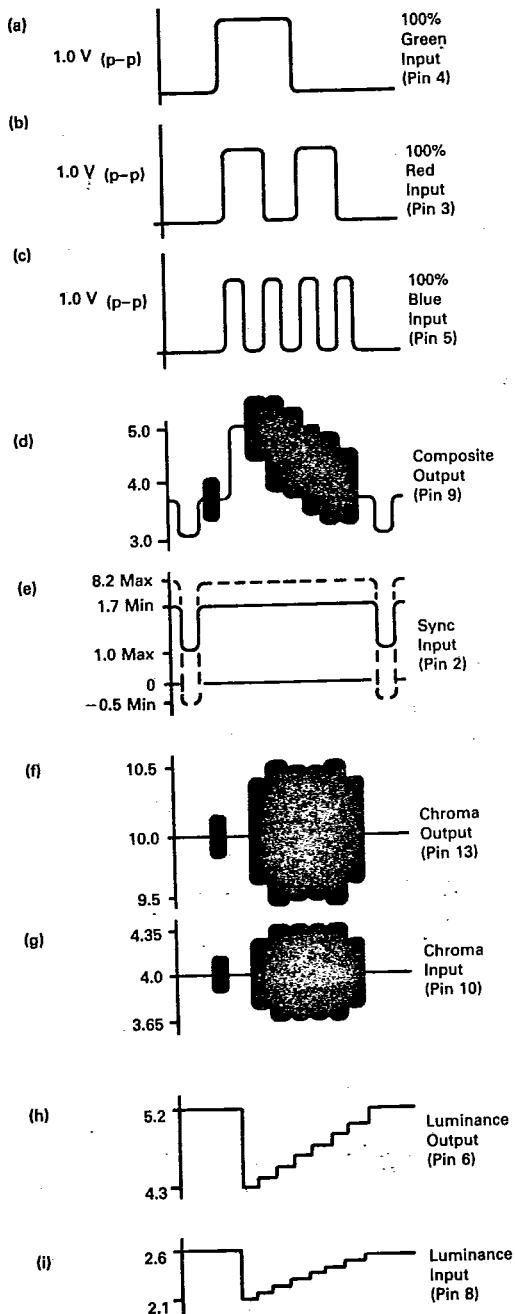 (a)
1.0 V (p–p)
100%
Green
Input
(Pin 4)
(b)
1.0 V (p–p)
100%
Red
Input
(Pin 3)
(c)
1.0 V (p–p)
100%
Blue
Input
(Pin 5)
(d)
5.0
4.0
3.0
Composite
Output
(Pin 9)
(e)
8.2 Max
1.7 Min
1.0 Max
0
−0.5 Min
Sync
Input
(Pin 2)
(f)
10.5
10.0
9.5
Chroma
Output
(Pin 13)
(g)
4.35
4.0
3.65
Chroma
Input
(Pin 10)
(h)
5.2
4.3
Luminance
Output
(Pin 6)
(i)
2.6
2.1
Luminance
Input
(Pin 8)